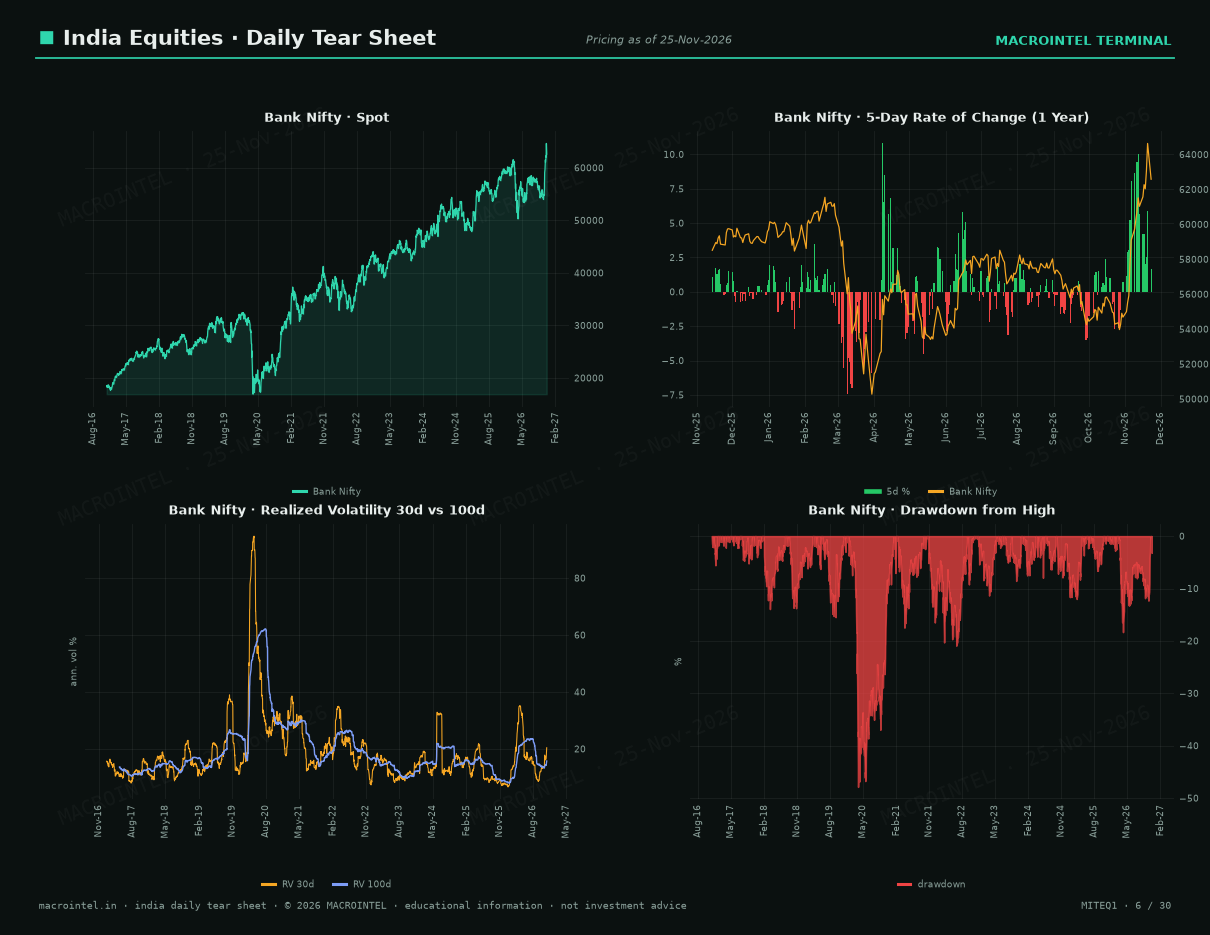 India Equities · Daily Tear Sheet
Pricing as of 25-Nov-2026
MACROINTEL TERMINAL
Bank Nifty · Spot
60000
50000
40000
30000
20000
Aug-16
May-17
Feb-18
Nov-18
Aug-19
May-20
Feb-21
Nov-21
Aug-22
May-23
Feb-24
Nov-24
Aug-25
May-26
Feb-27
Bank Nifty
Bank Nifty · 5-Day Rate of Change (1 Year)
10.0
7.5
5.0
2.5
0.0
−2.5
−5.0
−7.5
64000
62000
60000
58000
56000
54000
52000
50000
Nov-25
Dec-25
Jan-26
Feb-26
Mar-26
Apr-26
May-26
Jun-26
Jul-26
Aug-26
Sep-26
Oct-26
Nov-26
Dec-26
5d %
Bank Nifty
Bank Nifty · Realized Volatility 30d vs 100d
ann. vol %
80
60
40
20
Nov-16
Aug-17
May-18
Feb-19
Nov-19
Aug-20
May-21
Feb-22
Nov-22
Aug-23
May-24
Feb-25
Nov-25
Aug-26
May-27
RV 30d
RV 100d
Bank Nifty · Drawdown from High
%
0
−10
−20
−30
−40
−50
Aug-16
May-17
Feb-18
Nov-18
Aug-19
May-20
Feb-21
Nov-21
Aug-22
May-23
Feb-24
Nov-24
Aug-25
May-26
Feb-27
drawdown
MACROINTEL · 25-Nov-2026
macrointel.in · india daily tear sheet · © 2026 MACROINTEL · educational information · not investment advice
MITEQ1 · 6 / 30